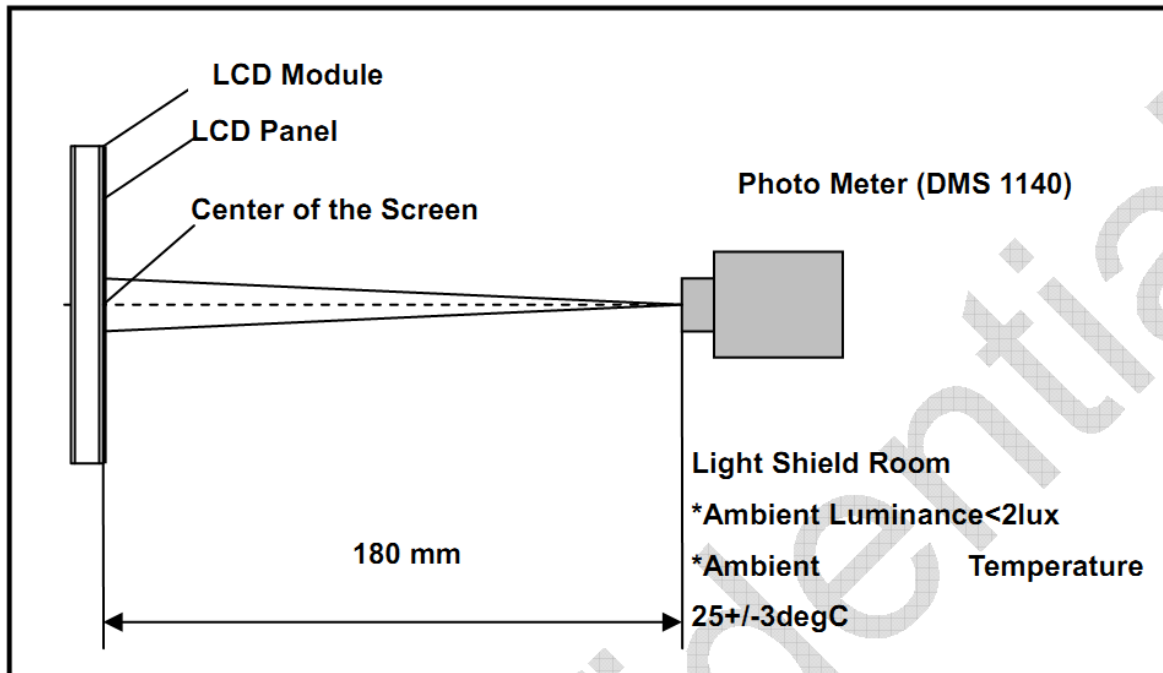 LCD Module
LCD Panel
Center of the Screen
Photo Meter (DMS 1140)
Light Shield Room
*Ambient Luminance<2lux
*Ambient Temperature
25+/-3degC
180 mm
dentia